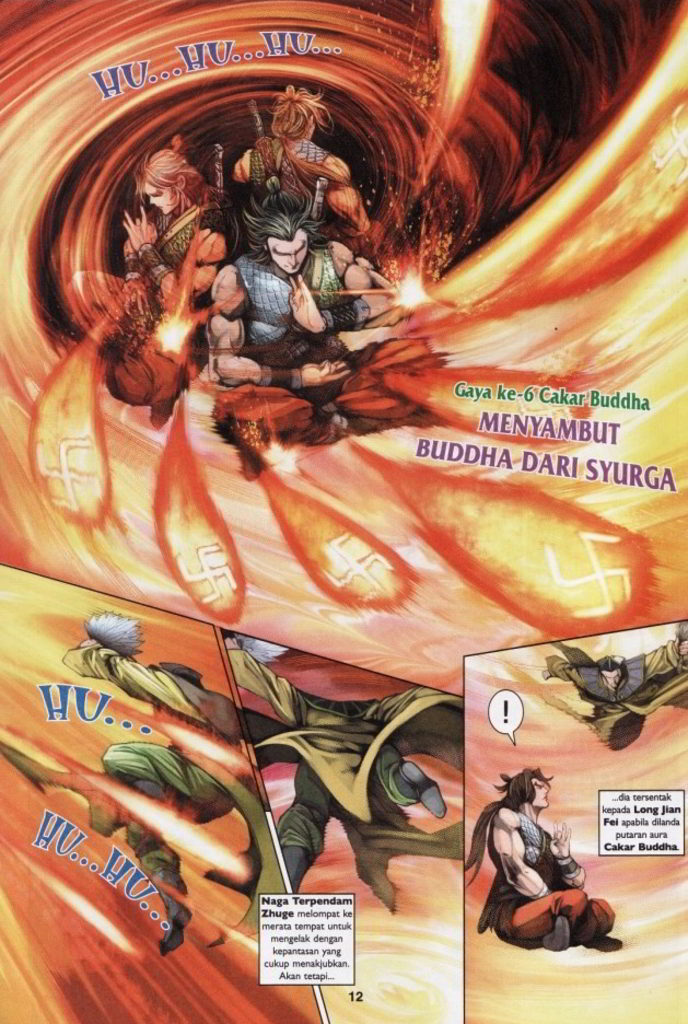 HU...HU...HU...
Gaya ke-6 Cakar Buddha
MENYAMBUT
BUDDHA DARI SYURGA
HU...
HU...HU...
Naga Terpendam
Zhuge melompat ke
merata tempat untuk
mengelak dengan
kepantasan yang
cukup menakjubkan.
Akan tetapi...
!
...dia tersentak
kepada Long Jian
Fei apabila dilanda
putaran aura
Cakar Buddha.
12